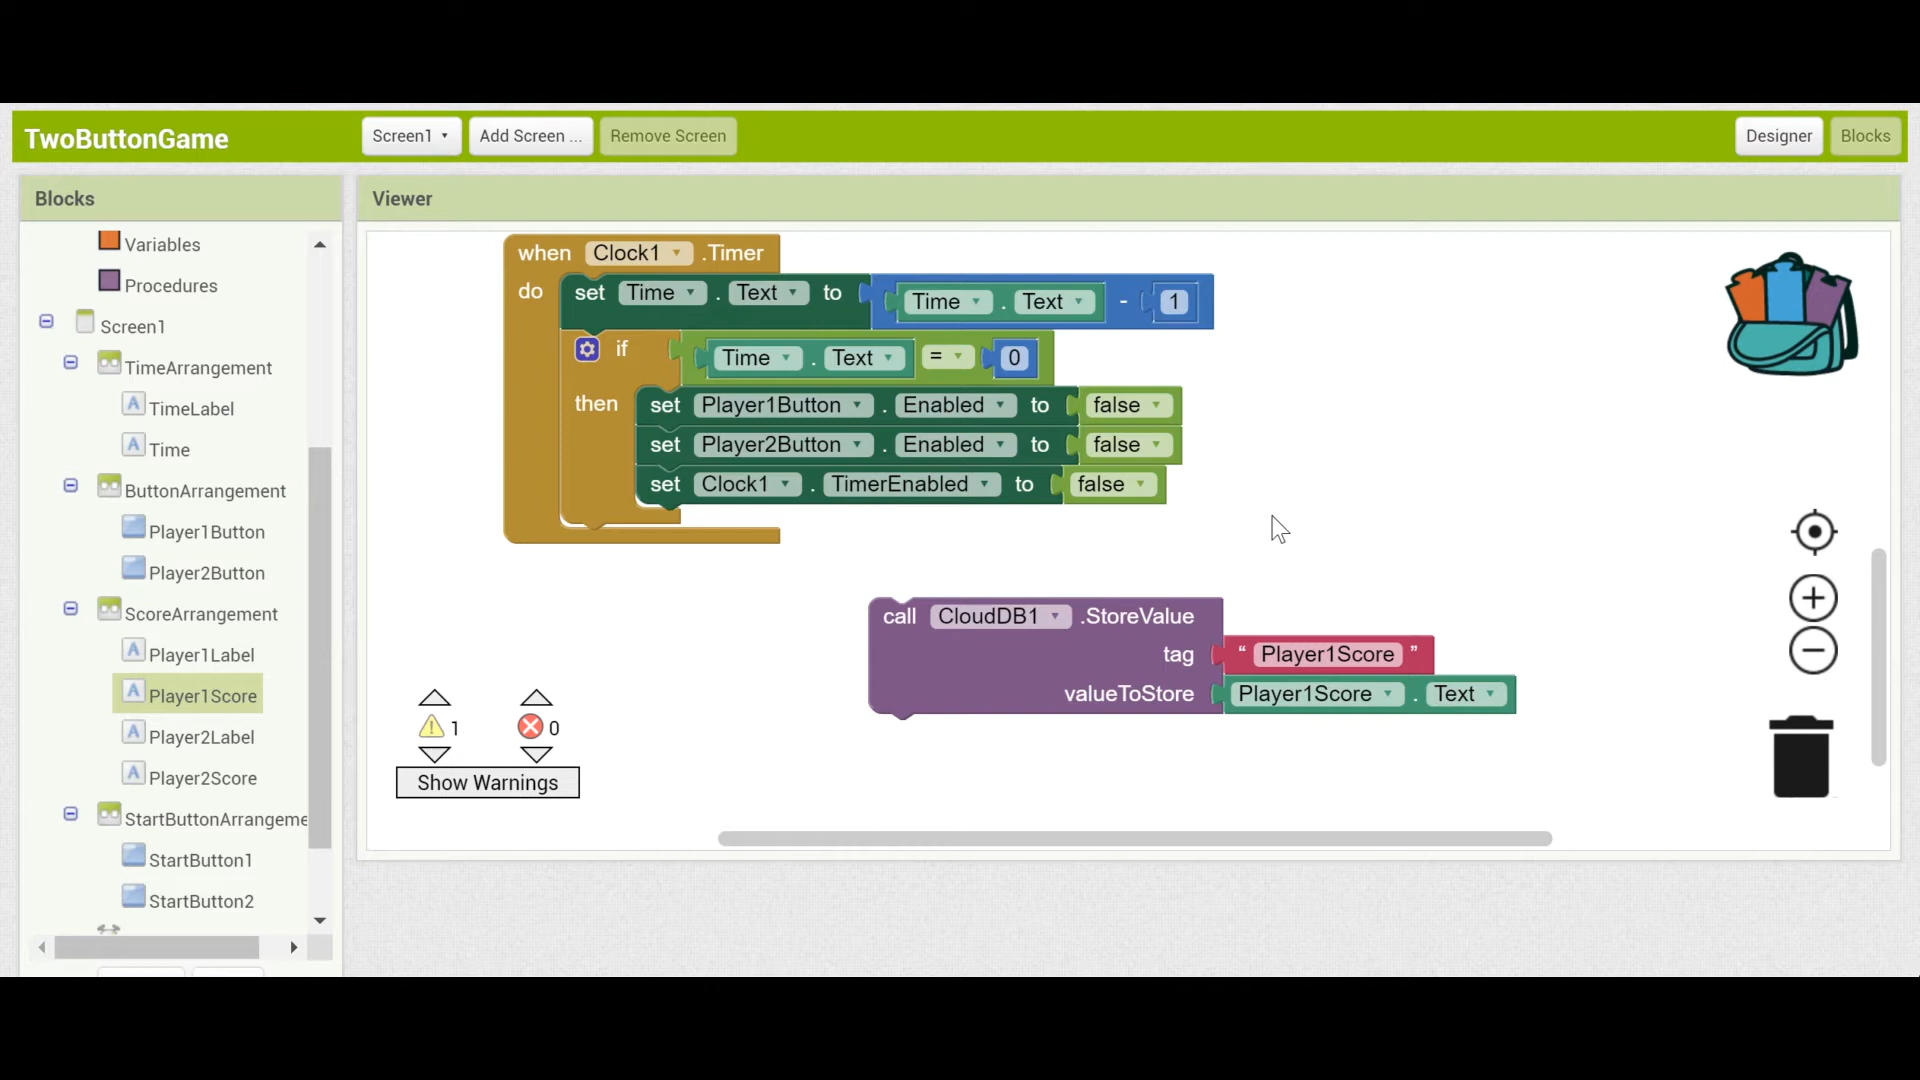 TwoButtonGame
Screen1 Add Screen ... Remove Screen
Designer Blocks
Blocks
Viewer
Variables
Procedures
Screen1
TimeArrangement
TimeLabel
Time
ButtonArrangement
Player1Button
Player2Button
ScoreArrangement
Player1Label
Player1Score
Player2Label
Player2Score
StartButtonArrangeme
StartButton1
StartButton2
when Clock1 .Timer
do set Time . Text to Time . Text - 1
if Time . Text = 0
then set Player1Button . Enabled to false
set Player2Button . Enabled to false
set Clock1 . TimerEnabled to false
call CloudDB1 .StoreValue
tag “ Player1Score ”
valueToStore Player1Score . Text
1 0
Show Warnings